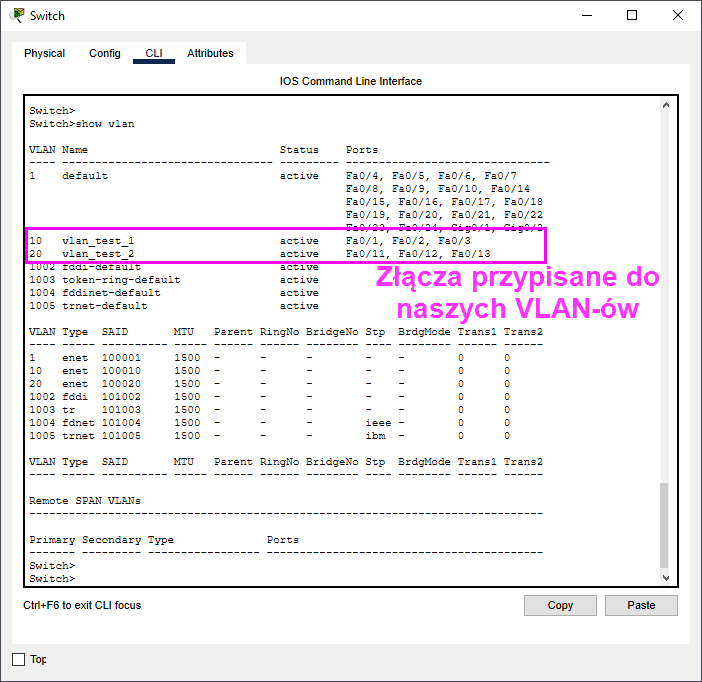 Switch
Physical Config CLI Attributes
IOS Command Line Interface
Switch>
Switch>show vlan
VLAN Name                             Status    Ports
---- -------------------------------- --------- -------------------------------
1    default                          active    Fa0/4, Fa0/5, Fa0/6, Fa0/7
                                                Fa0/8, Fa0/9, Fa0/10, Fa0/14
                                                Fa0/15, Fa0/16, Fa0/17, Fa0/18
                                                Fa0/19, Fa0/20, Fa0/21, Fa0/22
                                                Fa0/23, Fa0/24, Gig0/1, Gig0/2
10   vlan_test_1                      active    Fa0/1, Fa0/2, Fa0/3
20   vlan_test_2                      active    Fa0/11, Fa0/12, Fa0/13
1002 fddi-default                     active
1003 token-ring-default               active
1004 fddinet-default                  active
1005 trnet-default                    active
Złącza przypisane do
naszych VLAN-ów
VLAN Type  SAID       MTU   Parent RingNo BridgeNo Stp  BrdgMode Trans1 Trans2
---- ----- ---------- ----- ------ ------ -------- ---- -------- ------ ------
1    enet  100001     1500  -      -      -        -    -        0      0
10   enet  100010     1500  -      -      -        -    -        0      0
20   enet  100020     1500  -      -      -        -    -        0      0
1002 fddi  101002     1500  -      -      -        -    -        0      0
1003 tr    101003     1500  -      -      -        -    -        0      0
1004 fdnet 101004     1500  -      -      -        ieee -        0      0
1005 trnet 101005     1500  -      -      -        ibm  -        0      0
VLAN Type  SAID       MTU   Parent RingNo BridgeNo Stp  BrdgMode Trans1 Trans2
---- ----- ---------- ----- ------ ------ -------- ---- -------- ------ ------
Remote SPAN VLANs
------------------------------------------------------------------------------
Primary Secondary Type              Ports
------- --------- ----------------- ------------------------------------------
Switch>
Switch>
Ctrl+F6 to exit CLI focus
Copy Paste
Top